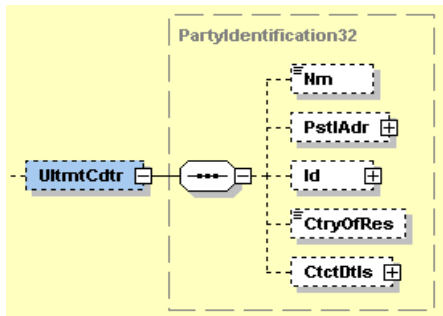 PartyIdentification32
Nm
PstlAdr
UltmtCdtr
Id
CtryOfRes
CtctDtls